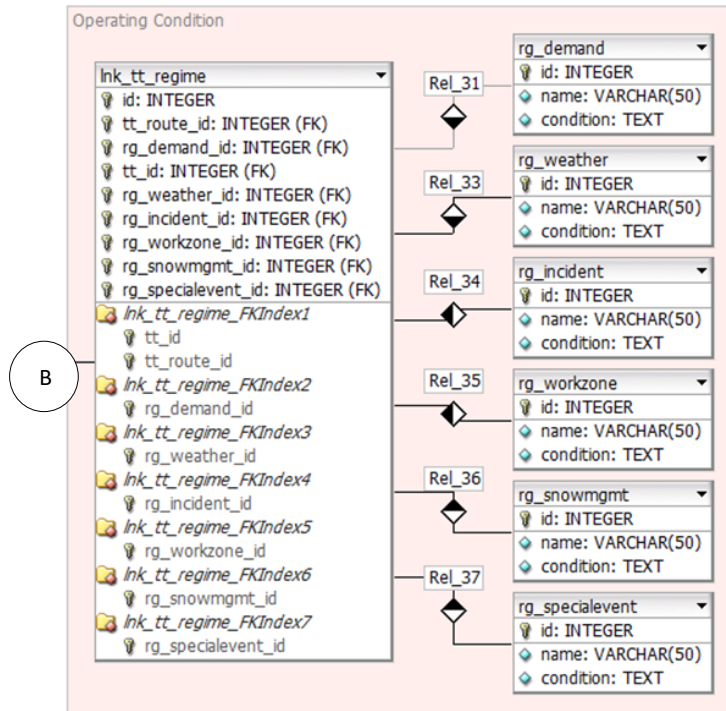 Operating Condition
lnk_tt_regime
id: INTEGER
tt_route_id: INTEGER (FK)
rg_demand_id: INTEGER (FK)
tt_id: INTEGER (FK)
rg_weather_id: INTEGER (FK)
rg_incident_id: INTEGER (FK)
rg_workzone_id: INTEGER (FK)
rg_snowmgmt_id: INTEGER (FK)
rg_specialevent_id: INTEGER (FK)
lnk_tt_regime_FKIndex1
tt_id
tt_route_id
lnk_tt_regime_FKIndex2
rg_demand_id
lnk_tt_regime_FKIndex3
rg_weather_id
lnk_tt_regime_FKIndex4
rg_incident_id
lnk_tt_regime_FKIndex5
rg_workzone_id
lnk_tt_regime_FKIndex6
rg_snowmgmt_id
lnk_tt_regime_FKIndex7
rg_specialevent_id
B
Rel_31
Rel_33
Rel_34
Rel_35
Rel_36
Rel_37
rg_demand
id: INTEGER
name: VARCHAR(50)
condition: TEXT
rg_weather
id: INTEGER
name: VARCHAR(50)
condition: TEXT
rg_incident
id: INTEGER
name: VARCHAR(50)
condition: TEXT
rg_workzone
id: INTEGER
name: VARCHAR(50)
condition: TEXT
rg_snowmgmt
id: INTEGER
name: VARCHAR(50)
condition: TEXT
rg_specialevent
id: INTEGER
name: VARCHAR(50)
condition: TEXT